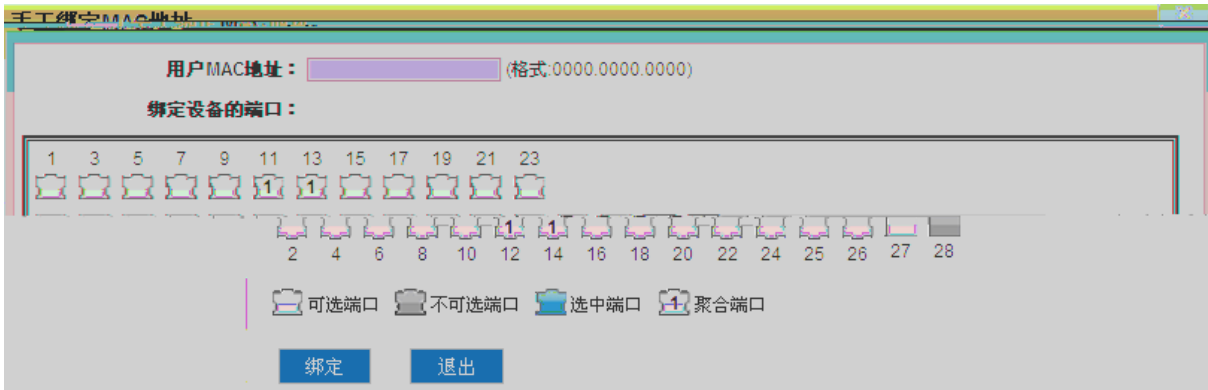 手工绑定MAC地址
用户MAC地址： (格式:0000.0000.0000)
绑定设备的端口：
1 3 5 7 9 11 13 15 17 19 21 23
1 1
1 1
2 4 6 8 10 12 14 16 18 20 22 24 25 26 27 28
可选端口 不可选端口 选中端口 1 聚合端口
绑定 退出